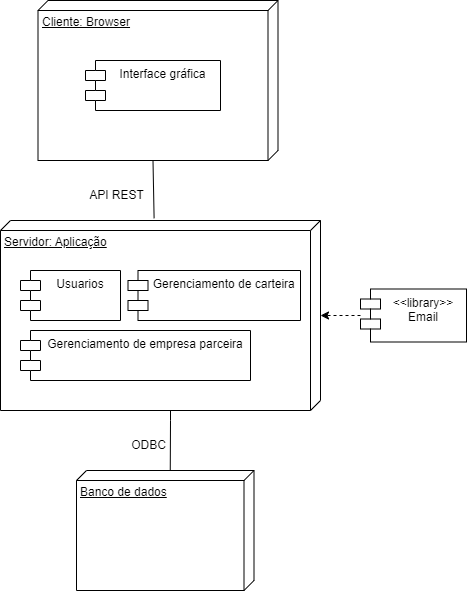 Cliente: Browser
Interface gráfica
API REST
Servidor: Aplicação
Usuarios
Gerenciamento de carteira
Gerenciamento de empresa parceira
<<library>>
Email
ODBC
Banco de dados